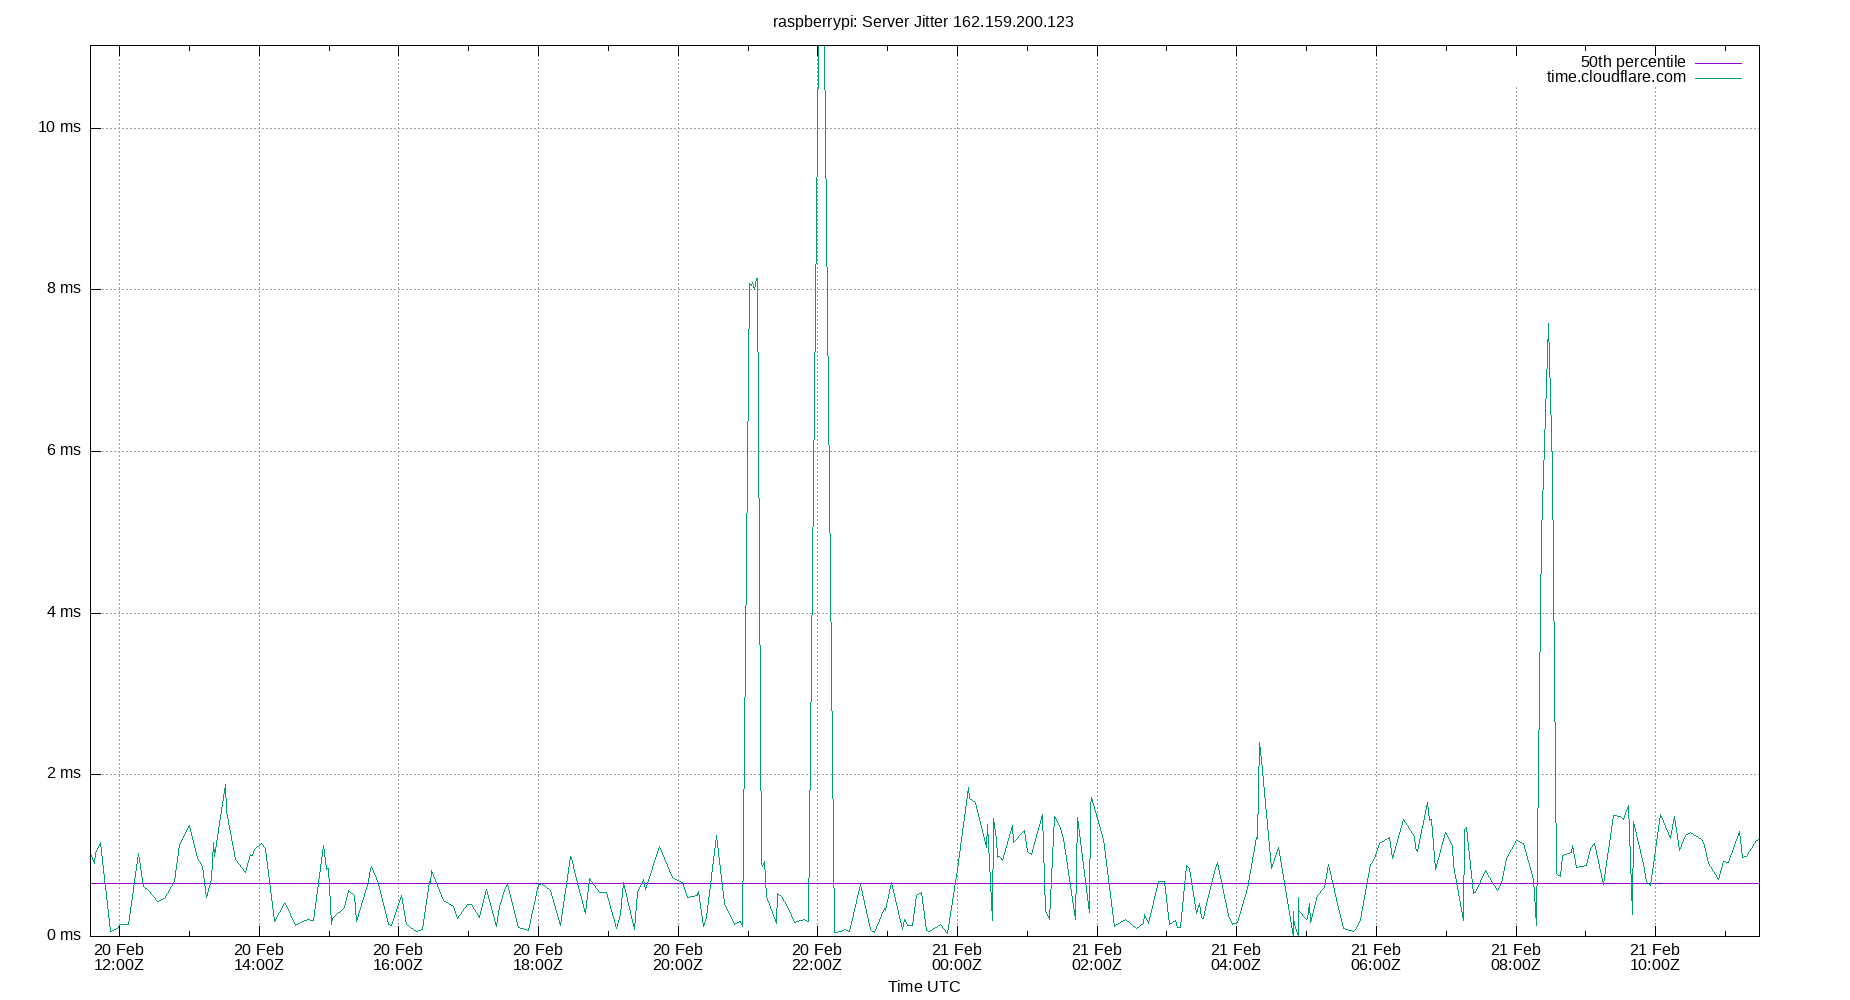 raspberrypi: Server Jitter 162.159.200.123
50th percentile
time.cloudflare.com
10 ms
8 ms
6 ms
4 ms
2 ms
0 ms
20 Feb 20 Feb 20 Feb 20 Feb 20 Feb 20 Feb 21 Feb 21 Feb 21 Feb 21 Feb 21 Feb 21 Feb
12:00Z 14:00Z 16:00Z 18:00Z 20:00Z 22:00Z 00:00Z 02:00Z 04:00Z 06:00Z 08:00Z 10:00Z
Time UTC